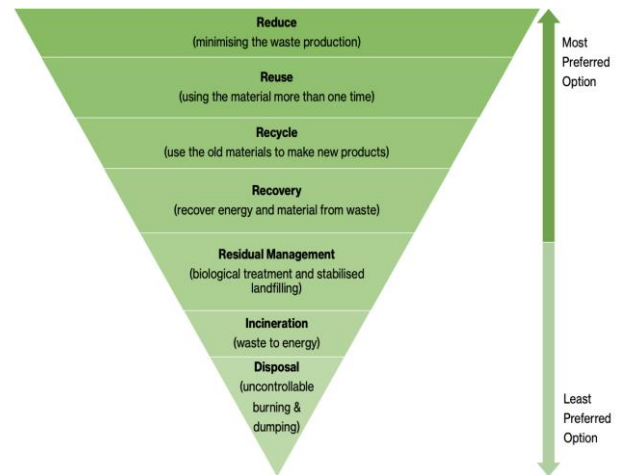 Reduce
(minimising the waste production)
Reuse
(using the material more than one time)
Recycle
(use the old materials to make new products)
Recovery
(recover energy and material from waste)
Residual Management
(biological treatment and stabilised
landfilling)
Incineration
(waste to energy)
Disposal
(uncontrollable
burning &
dumping)
Most
Preferred
Option
Least
Preferred
Option